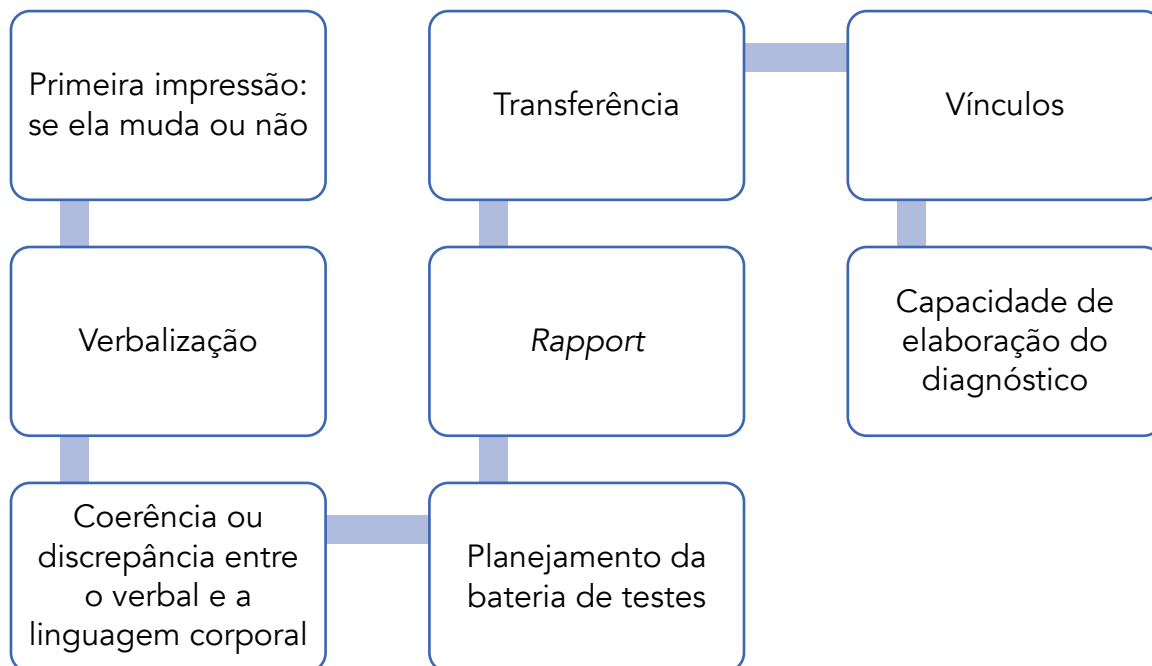 Primeira impressão:
se ela muda ou não
Verbalização
Coerência ou
discrepância entre
o verbal e a
linguagem corporal
Planejamento da
bateria de testes
Rapport
Transferência
Vínculos
Capacidade de
elaboração do
diagnóstico